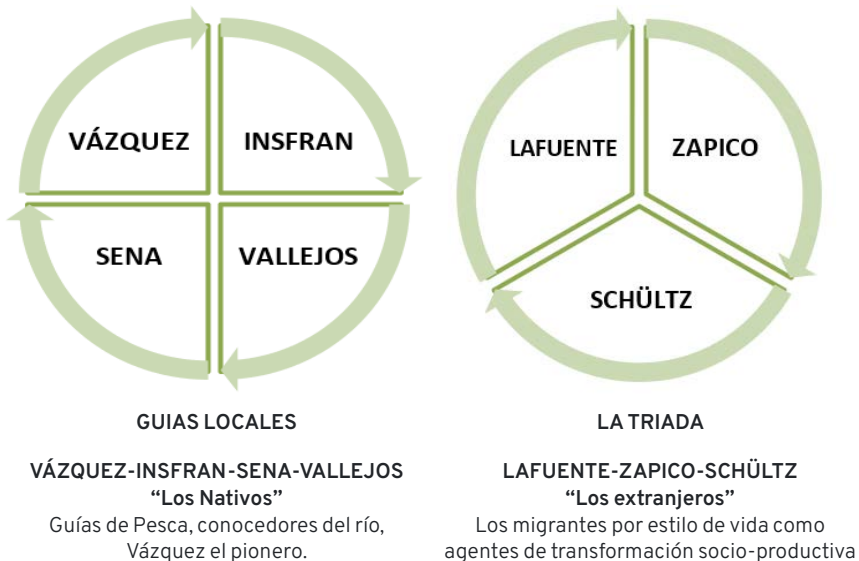 VÁZQUEZ
INSFRAN
SENA
VALLEJOS
GUIAS LOCALES
VÁZQUEZ-INSFRAN-SENA-VALLEJOS
“Los Nativos”
Guías de Pesca, conocedores del río,
Vázquez el pionero.
LAFUENTE
ZAPICO
SCHÜLTZ
LA TRIADA
LAFUENTE-ZAPICO-SCHÜLTZ
“Los extranjeros”
Los migrantes por estilo de vida como
agentes de transformación socio-productiva